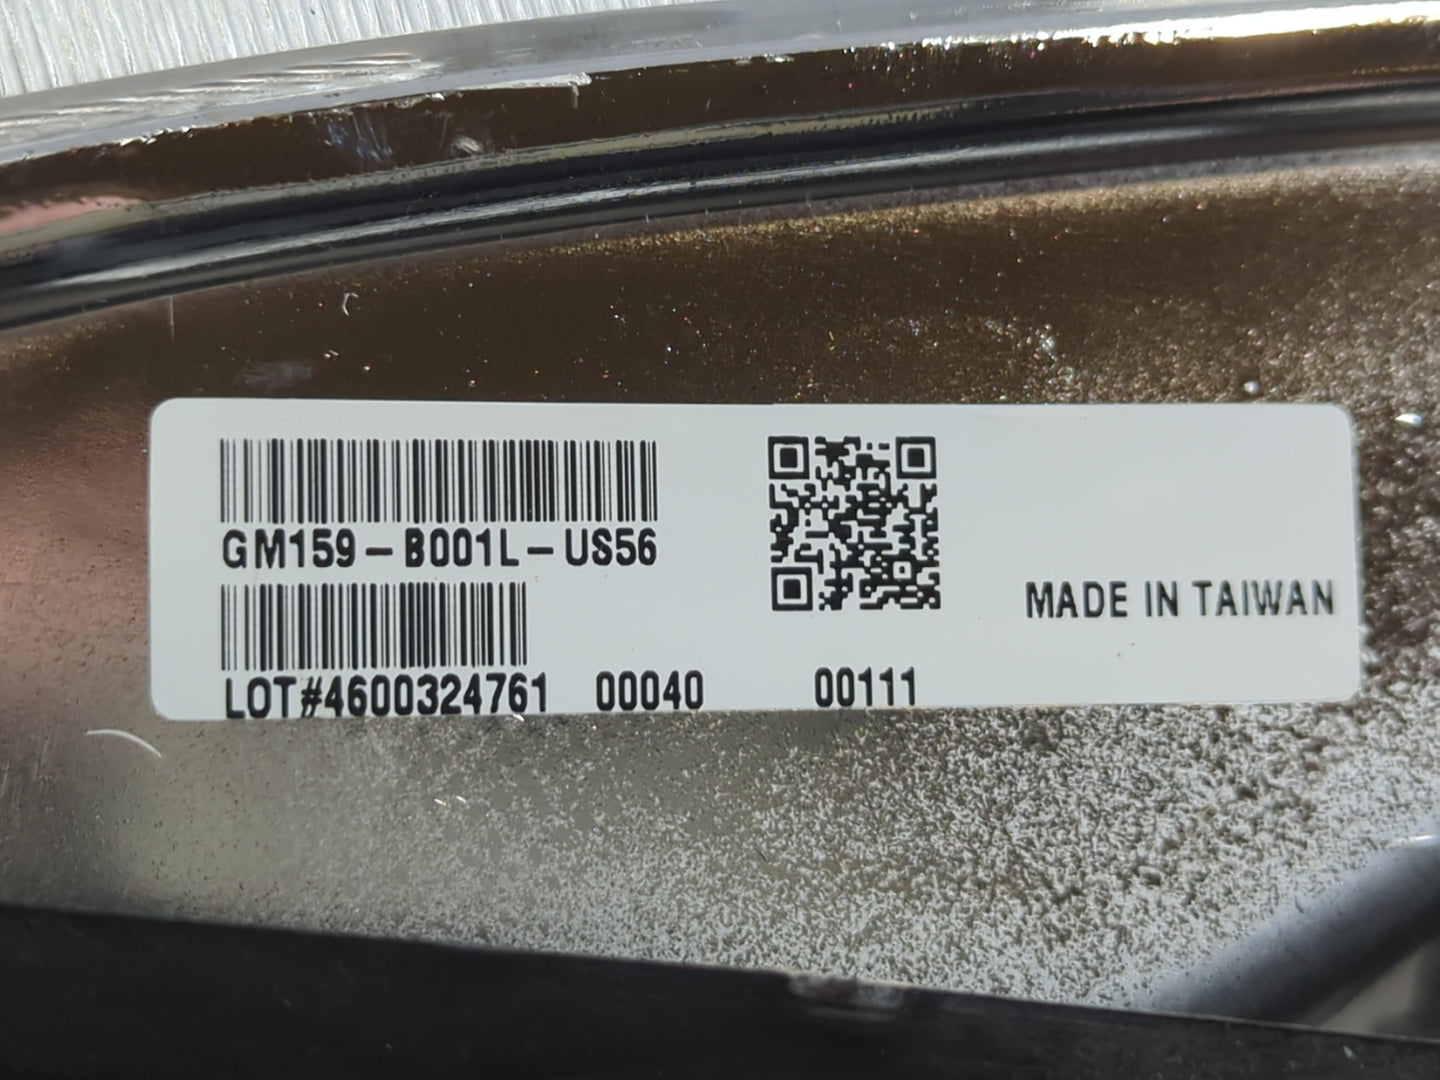 GM159-B001L-US56
MADE IN TAIWAN
LOT#4600324761 00040 00111